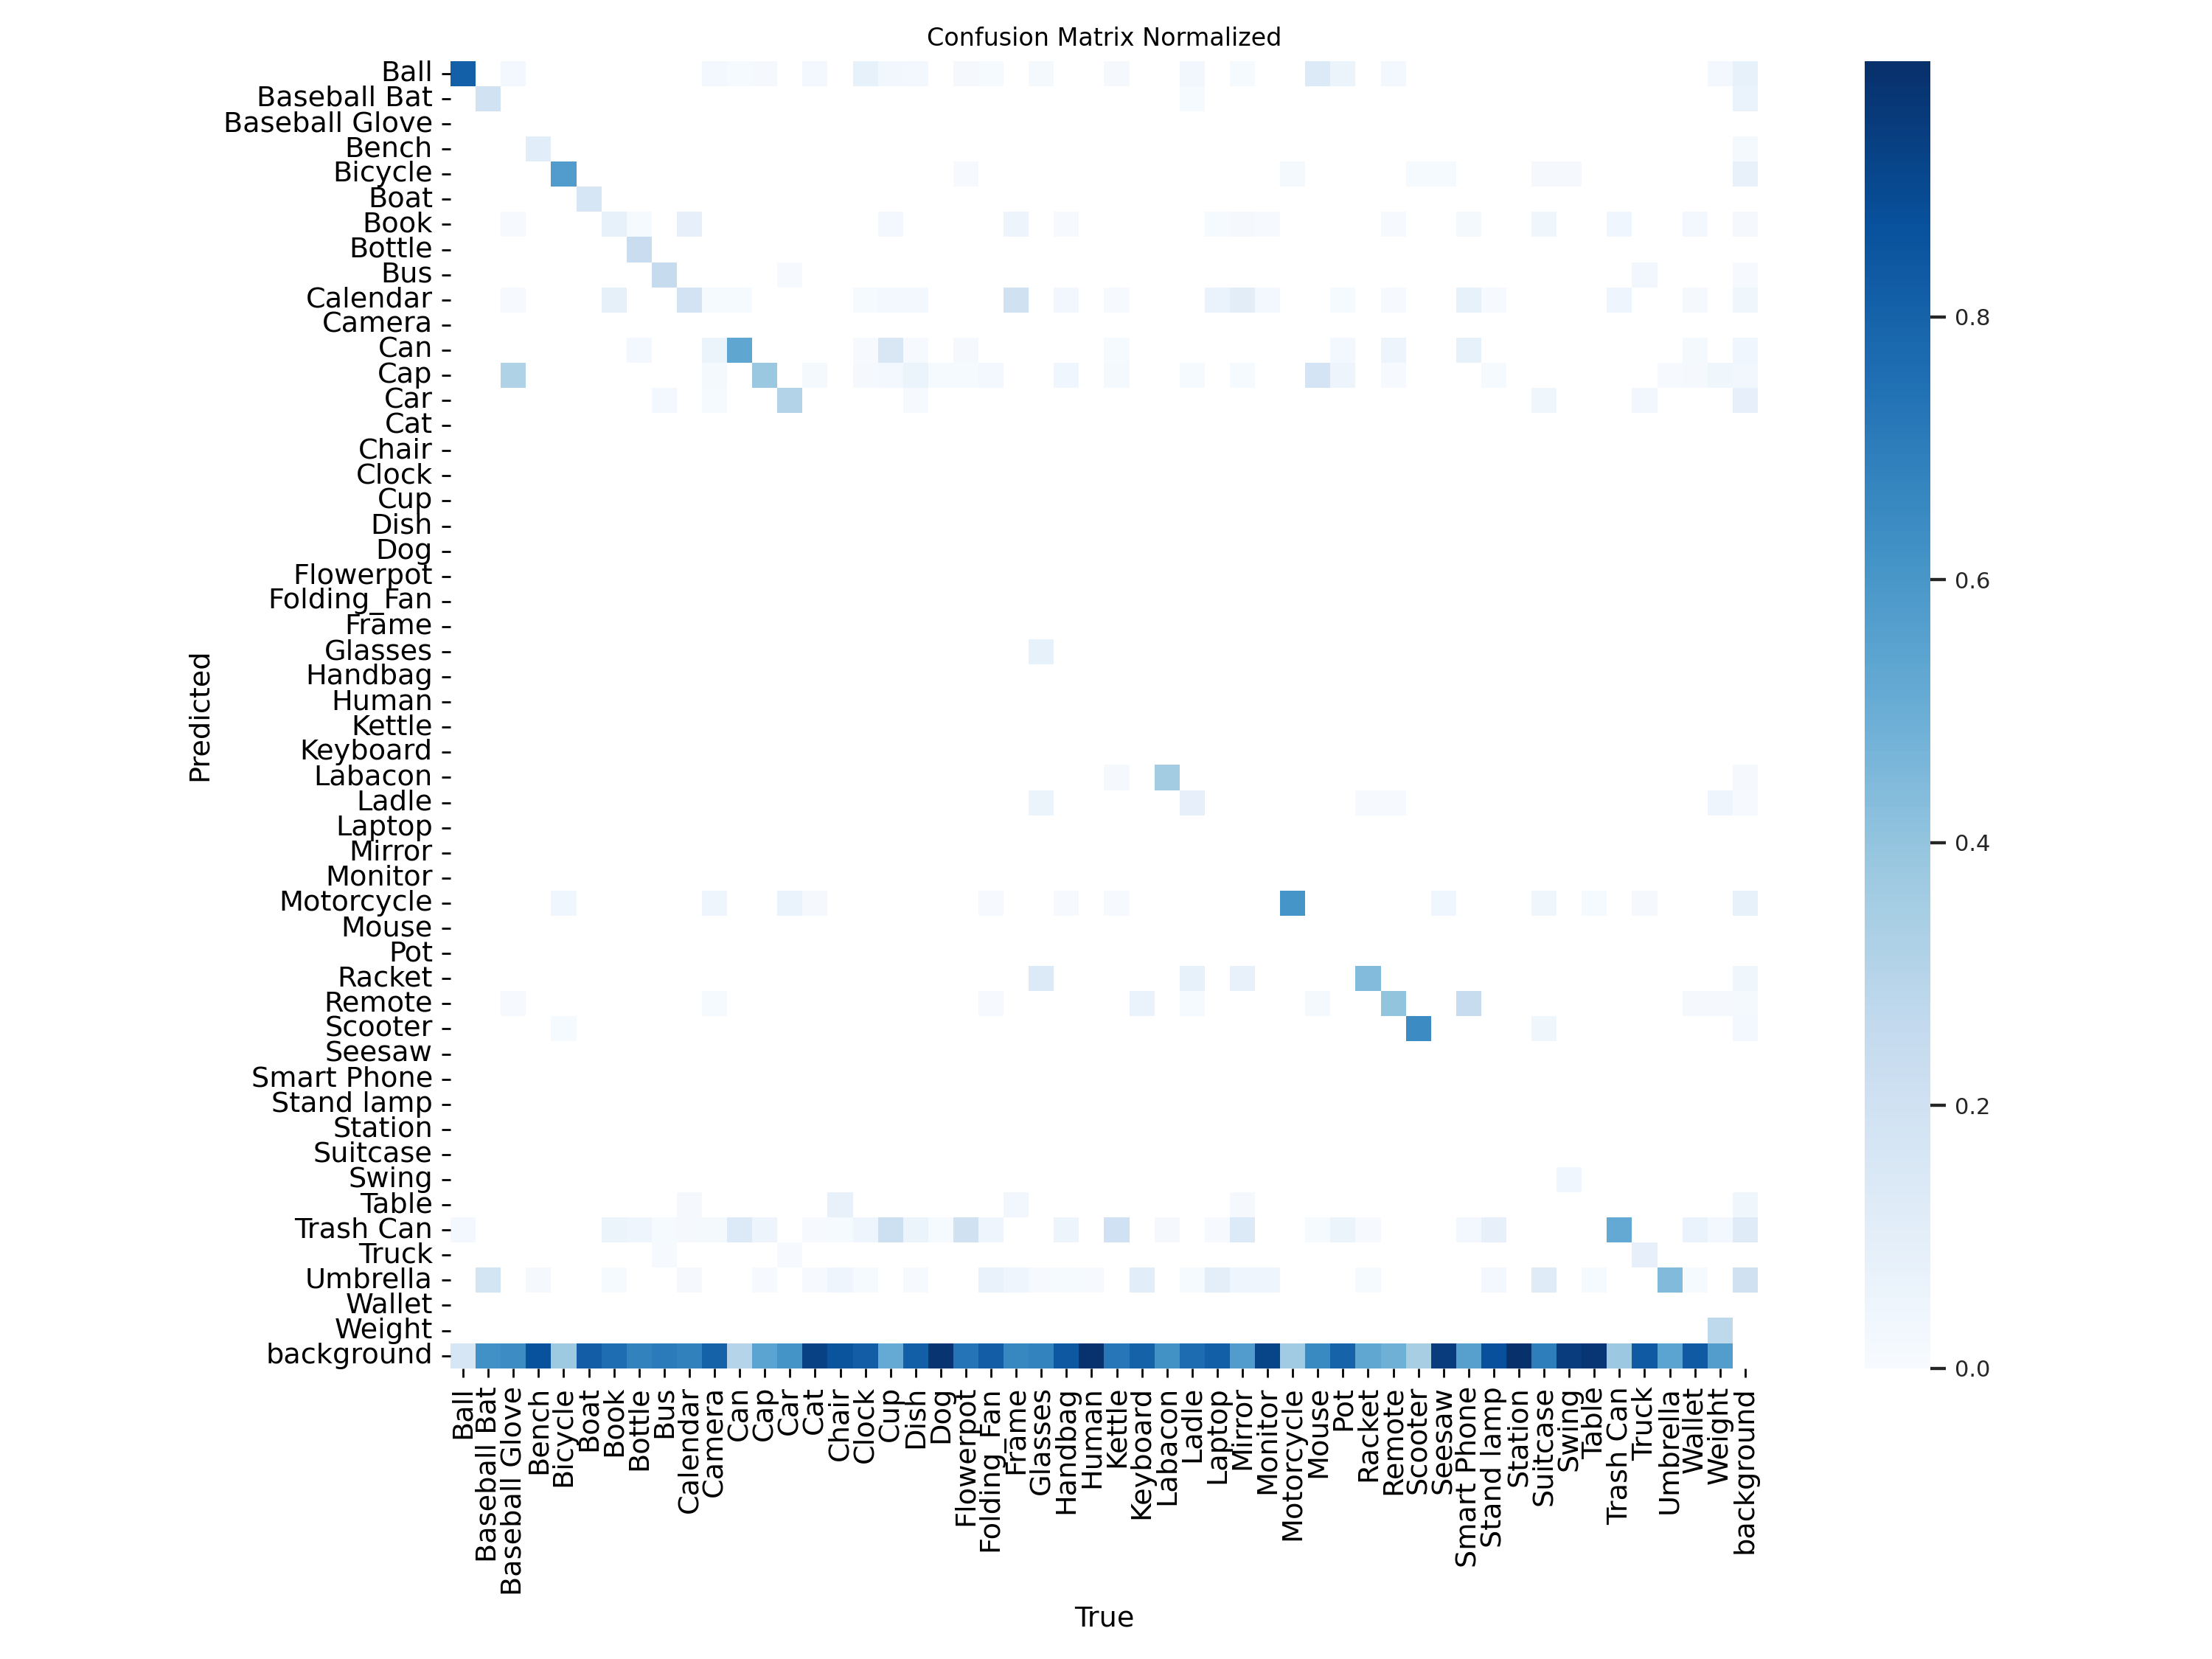 Confusion Matrix Normalized
Ball
Baseball Bat
Baseball Glove
Bench
Bicycle
Boat
Book
Bottle
Bus
Calendar
Camera
Can
Cap
Car
Cat
Chair
Clock
Cup
Dish
Dog
Flowerpot
Folding_Fan
Frame
Glasses
Handbag
Human
Kettle
Keyboard
Labacon
Ladle
Laptop
Mirror
Monitor
Motorcycle
Mouse
Pot
Racket
Remote
Scooter
Seesaw
Smart Phone
Stand lamp
Station
Suitcase
Swing
Table
Trash Can
Truck
Umbrella
Wallet
Weight
background
Predicted
Ball
Baseball Bat
Baseball Glove
Bench
Bicycle
Boat
Book
Bottle
Bus
Calendar
Camera
Can
Cap
Car
Cat
Chair
Clock
Cup
Dish
Dog
Flowerpot
Folding_Fan
Frame
Glasses
Handbag
Human
Kettle
Keyboard
Labacon
Ladle
Laptop
Mirror
Monitor
Motorcycle
Mouse
Pot
Racket
Remote
Scooter
Seesaw
Smart Phone
Stand lamp
Station
Suitcase
Swing
Table
Trash Can
Truck
Umbrella
Wallet
Weight
background
True
0.8
0.6
0.4
0.2
0.0